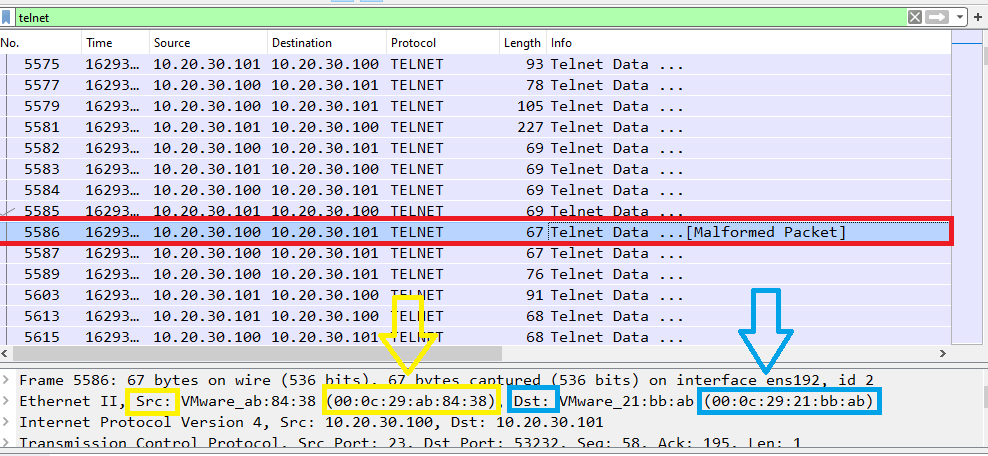 telnet
No. Time Source Destination Protocol Length Info
5575 16293… 10.20.30.101 10.20.30.100 TELNET 93 Telnet Data ...
5577 16293… 10.20.30.100 10.20.30.101 TELNET 78 Telnet Data ...
5579 16293… 10.20.30.101 10.20.30.100 TELNET 105 Telnet Data ...
5581 16293… 10.20.30.101 10.20.30.100 TELNET 227 Telnet Data ...
5582 16293… 10.20.30.100 10.20.30.101 TELNET 69 Telnet Data ...
5583 16293… 10.20.30.101 10.20.30.100 TELNET 69 Telnet Data ...
5584 16293… 10.20.30.100 10.20.30.101 TELNET 69 Telnet Data ...
5585 16293… 10.20.30.101 10.20.30.100 TELNET 69 Telnet Data ...
5586 16293… 10.20.30.100 10.20.30.101 TELNET 67 Telnet Data ...[Malformed Packet]
5587 16293… 10.20.30.100 10.20.30.101 TELNET 67 Telnet Data ...
5589 16293… 10.20.30.100 10.20.30.101 TELNET 76 Telnet Data ...
5603 16293… 10.20.30.101 10.20.30.100 TELNET 91 Telnet Data ...
5613 16293… 10.20.30.101 10.20.30.100 TELNET 68 Telnet Data ...
5615 16293… 10.20.30.100 10.20.30.101 TELNET 68 Telnet Data ...
Frame 5586: 67 bytes on wire (536 bits), 67 bytes captured (536 bits) on interface ens192, id 2
Ethernet II, Src: VMware_ab:84:38 (00:0c:29:ab:84:38), Dst: VMware_21:bb:ab (00:0c:29:21:bb:ab)
Internet Protocol Version 4, Src: 10.20.30.100, Dst: 10.20.30.101
Transmission Control Protocol, Src Port: 23, Dst Port: 53232, Seq: 58, Ack: 195, Len: 1